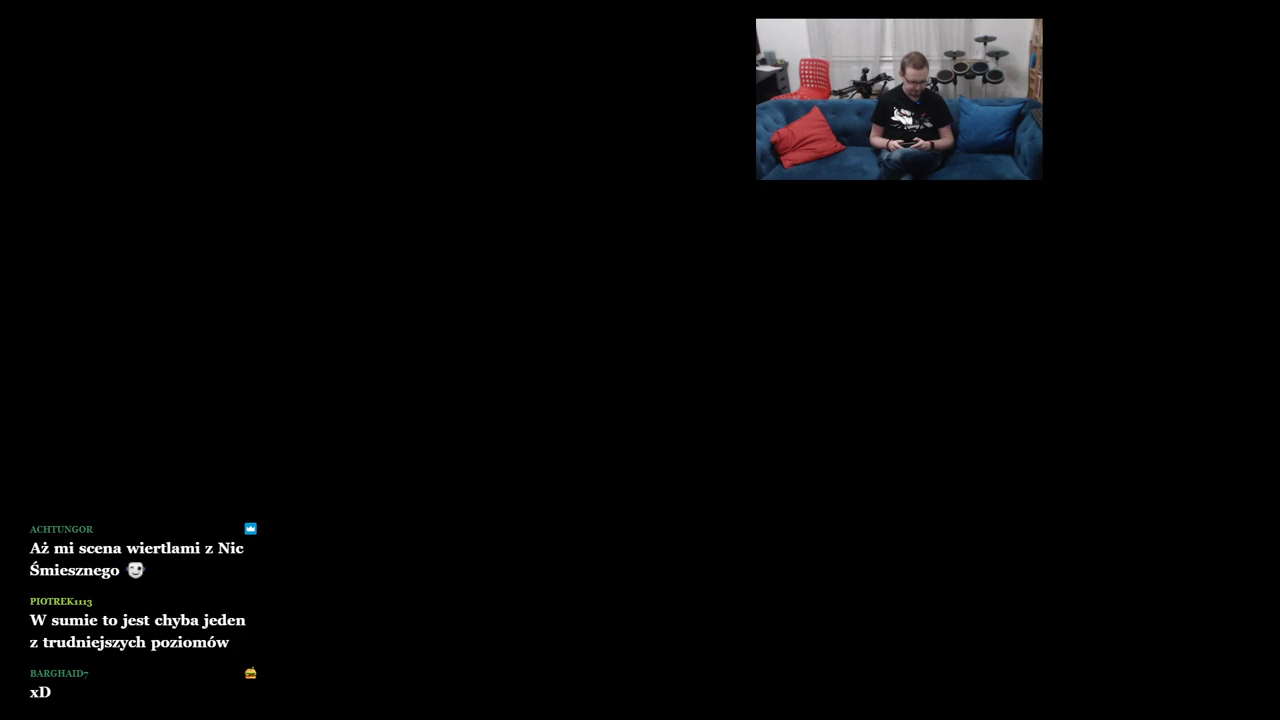 ACHTUNGOR
Aż mi scena wiertlami z Nic
Śmiesznego
PIOTREK1113
W sumie to jest chyba jeden
z trudniejszych poziomów
BARGHAID7
xD